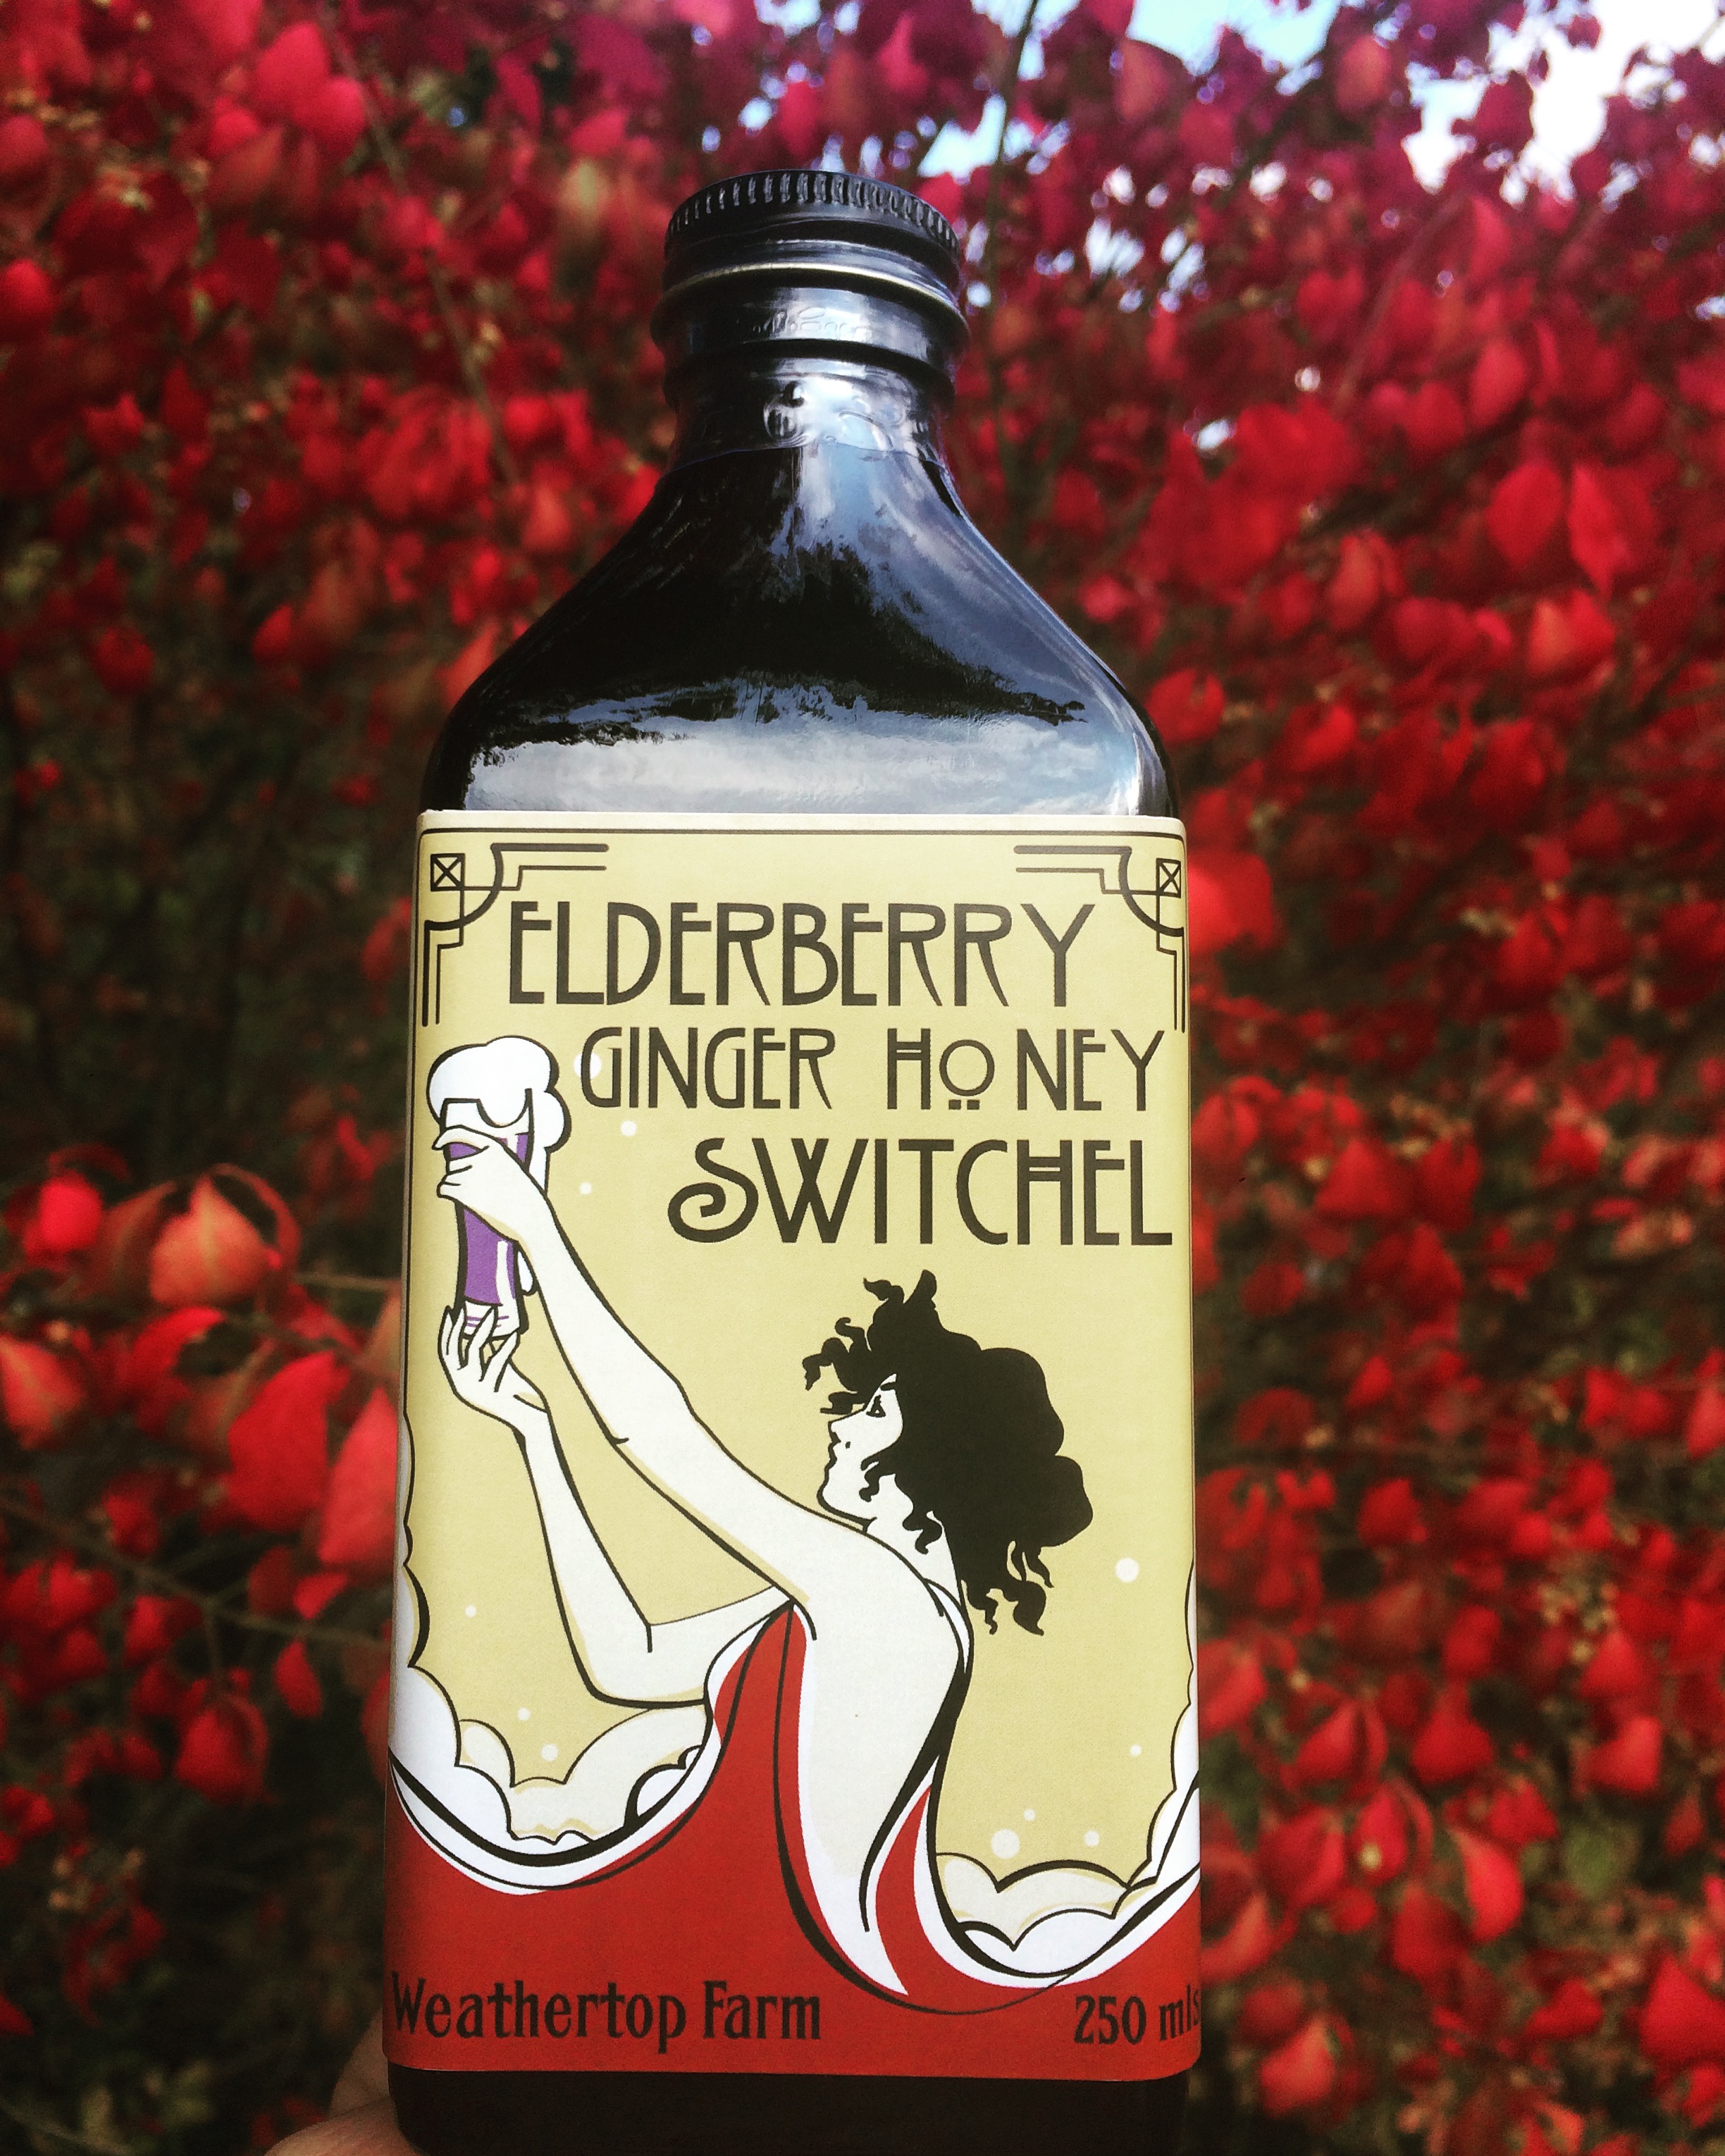 ELDERBERRY
GINGER HONEY
SWITCHEL
Weathertop Farm 250 mls